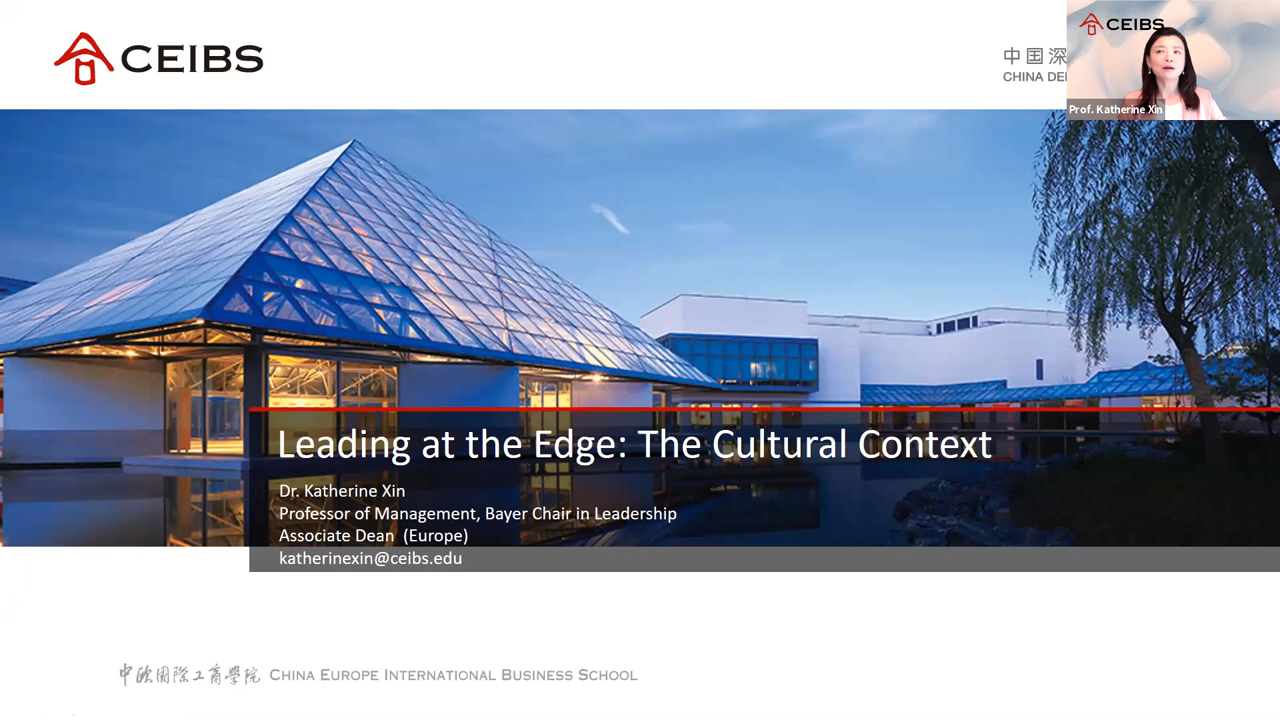 CEIBS
中国深
CHINA DE
CEIBS
Prof. Katherine Xin
Leading at the Edge: The Cultural Context
Dr. Katherine Xin
Professor of Management, Bayer Chair in Leadership
Associate Dean (Europe)
katherinexin@ceibs.edu
中欧国際工商學院 CHINA EUROPE INTERNATIONAL BUSINESS SCHOOL